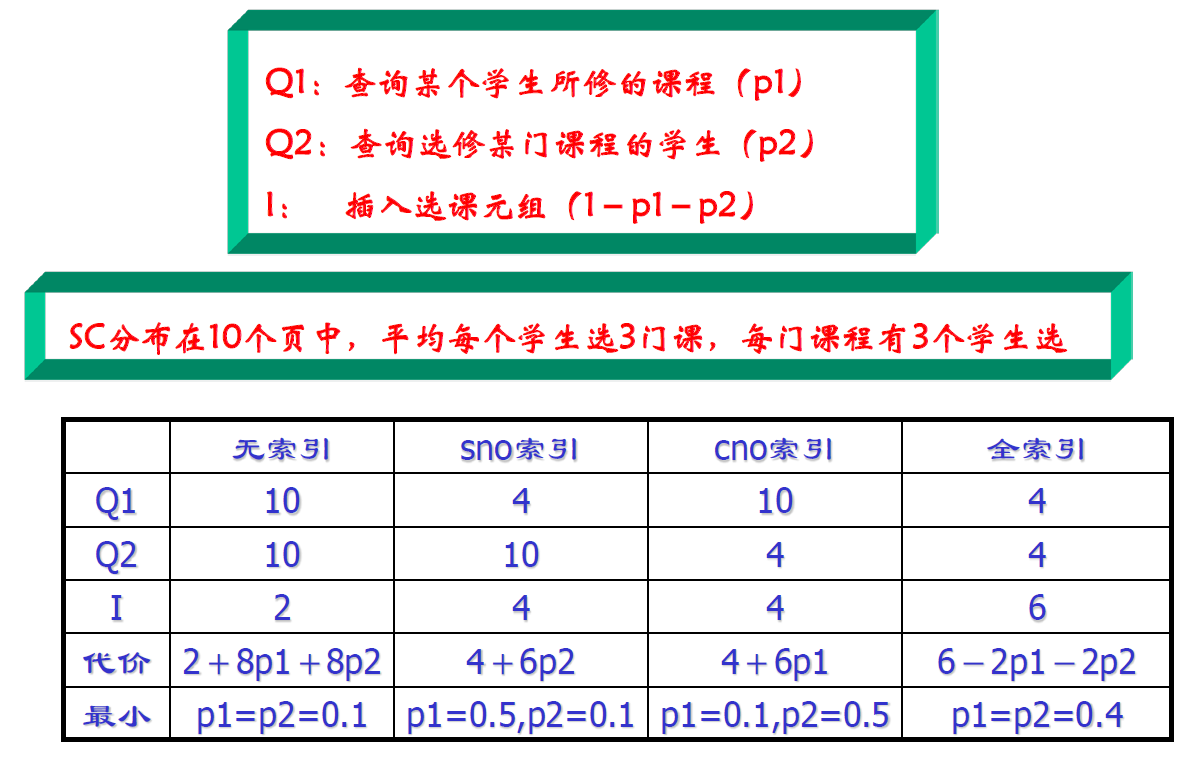 Q1：查询某个学生所修的课程（p1）
Q2：查询选修某门课程的学生（p2）
I： 插入选课元组（1－p1－p2）
SC分布在10个页中，平均每个学生选3门课，每门课程有3个学生选
无索引 sno索引 cno索引 全索引
Q1 10 4 10 4
Q2 10 10 4 4
I 2 4 4 6
代价 2＋8p1＋8p2 4＋6p2 4＋6p1 6－2p1－2p2
最小 p1=p2=0.1 p1=0.5,p2=0.1 p1=0.1,p2=0.5 p1=p2=0.4